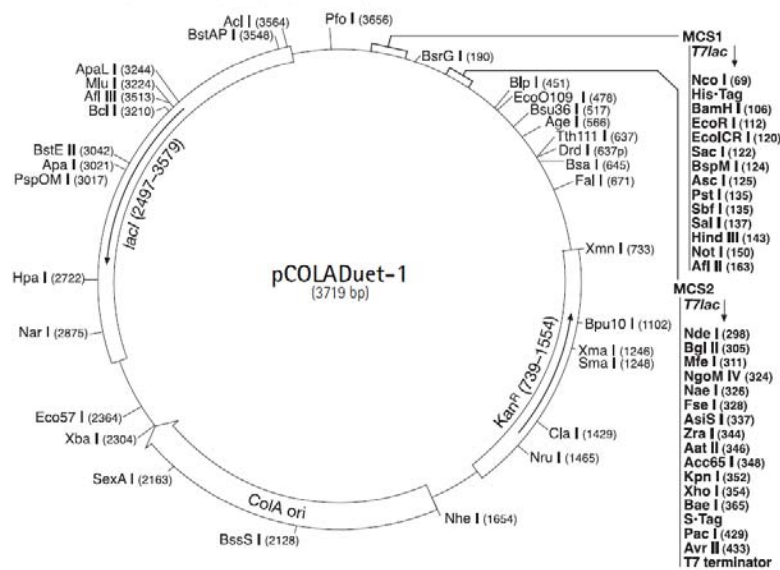 Acl I (3564)
BstAP I (3548)
Pfo I (3656)
BsrG I (190)
ApaL I (3244)
Mlu I (3224)
Afl III (3513)
Bcl I (3210)
BstE II (3042)
Apa I (3021)
PspOM I (3017)
lacI (2497–3579)
Hpa I (2722)
Nar I (2875)
Eco57 I (2364)
Xba I (2304)
SexA I (2163)
BssS I (2128)
ColA ori
Nhe I (1654)
pCOLADuet-1
(3719 bp)
Blp I (451)
EcoO109 I (478)
Bsu36 I (517)
Age I (566)
Tth111 I (637)
Drd I (637p)
Bsa I (645)
Fal I (671)
Xmn I (733)
Bpu10 I (1102)
Xma I (1246)
Sma I (1248)
KanR (739–1554)
Cla I (1429)
Nru I (1465)
MCS1
T7lac
Nco I (69)
His•Tag
BamH I (106)
EcoR I (112)
EcoICR I (120)
Sac I (122)
BspM I (124)
Asc I (125)
Pst I (135)
Sbf I (135)
Sal I (137)
Hind III (143)
Not I (150)
Afl II (163)
MCS2
T7lac
Nde I (298)
Bgl II (305)
Mfe I (311)
NgoM IV (324)
Nae I (326)
Fse I (328)
AsiS I (337)
Zra I (344)
Aat II (346)
Acc65 I (348)
Kpn I (352)
Xho I (354)
Bae I (365)
S•Tag
Pac I (429)
Avr II (433)
T7 terminator